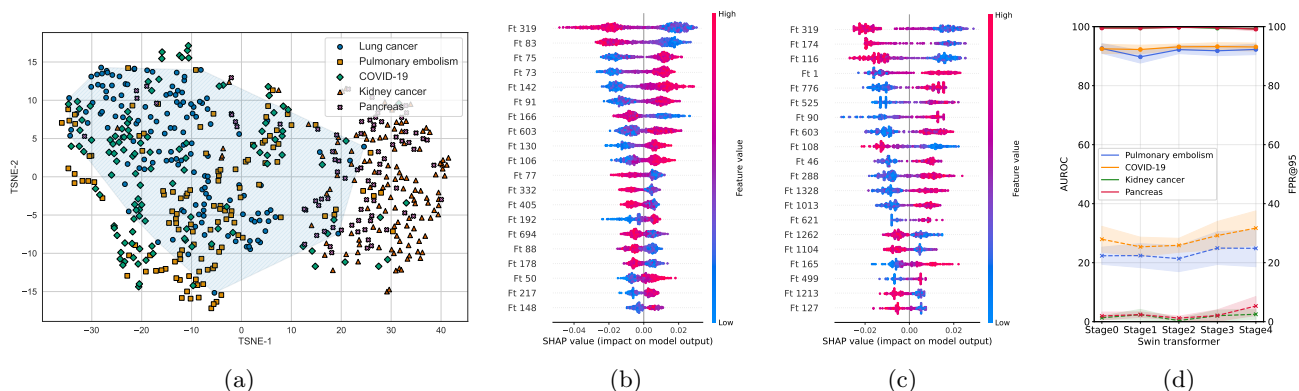 Lung cancer
Pulmonary embolism
COVID-19
Kidney cancer
Pancreas
15
10
5
0
−5
−10
−15
TSNE-2
−30
−20
−10
0
10
20
30
40
TSNE-1
(a)
High
Ft 319
Ft 83
Ft 75
Ft 73
Ft 142
Ft 91
Ft 166
Ft 603
Ft 130
Ft 106
Ft 77
Ft 332
Ft 405
Ft 192
Ft 694
Ft 88
Ft 178
Ft 50
Ft 217
Ft 148
Feature value
Low
−0.04
−0.02
0.00
0.02
SHAP value (impact on model output)
(b)
High
Ft 319
Ft 174
Ft 116
Ft 1
Ft 776
Ft 525
Ft 90
Ft 603
Ft 108
Ft 46
Ft 288
Ft 1328
Ft 1013
Ft 621
Ft 1262
Ft 1104
Ft 165
Ft 499
Ft 1213
Ft 127
Feature value
Low
−0.02
0.00
0.02
SHAP value (impact on model output)
(c)
100
80
60
40
20
0
AUROC
Pulmonary embolism
COVID-19
Kidney cancer
Pancreas
100
80
60
40
20
0
FPR@95
Stage0
Stage1
Stage2
Stage3
Stage4
Swin transformer
(d)